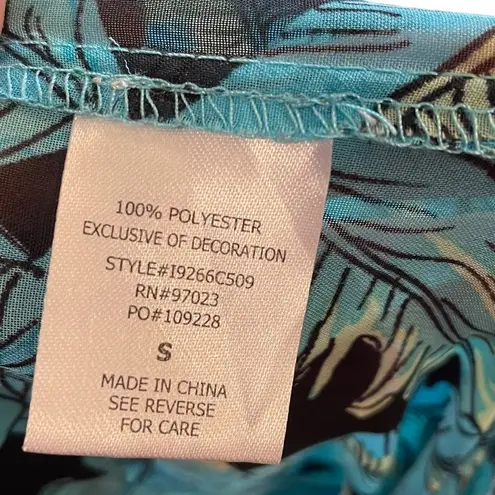 100% POLYESTER
EXCLUSIVE OF DECORATION
STYLE#I9266C509
RN#97023
PO#109228
S
MADE IN CHINA
SEE REVERSE
FOR CARE